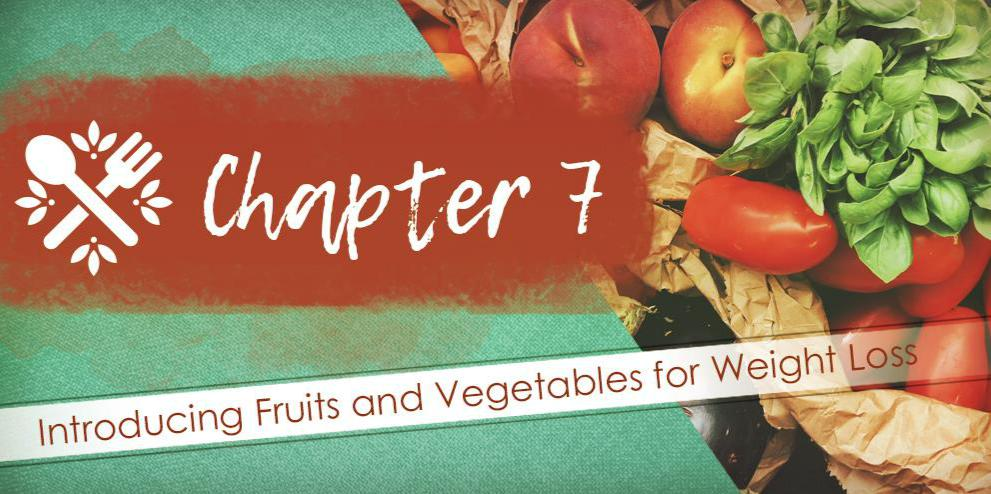 Chapter 7
Introducing Fruits and Vegetables for Weight Loss